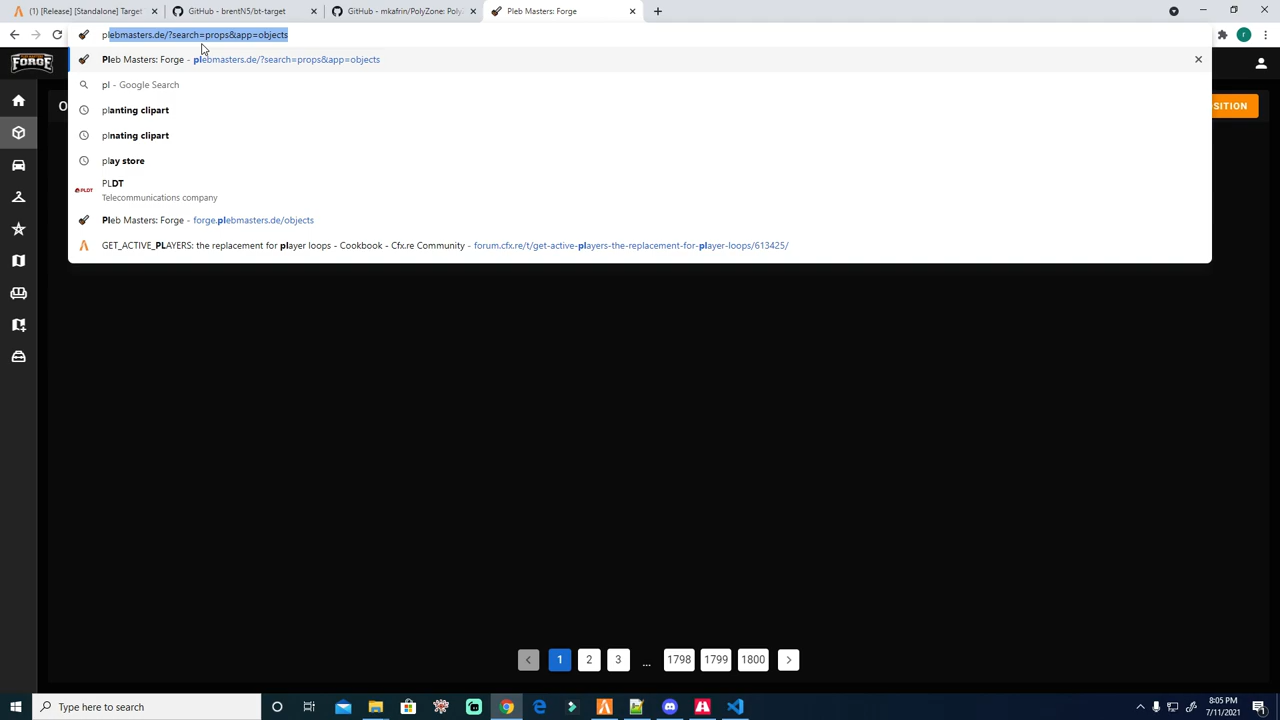 (1) [Release] [Standalone] Target
GitHub - brentN5/bt-target
GitHub - mkafrin/PolyZone: Poly
Pleb Masters: Forge
plebmasters.de/?search=props&app=objects
FORGE
Pleb Masters: Forge - plebmasters.de/?search=props&app=objects
pl - Google Search
planting clipart
plnating clipart
play store
PLDT
PLDT
Telecommunications company
Pleb Masters: Forge - forge.plebmasters.de/objects
GET_ACTIVE_PLAYERS: the replacement for player loops - Cookbook - Cfx.re Community - forum.cfx.re/t/get-active-players-the-replacement-for-player-loops/613425/
O
SITION
r
1 2 3 ... 1798 1799 1800
Type here to search
8:05 PM
7/11/2021